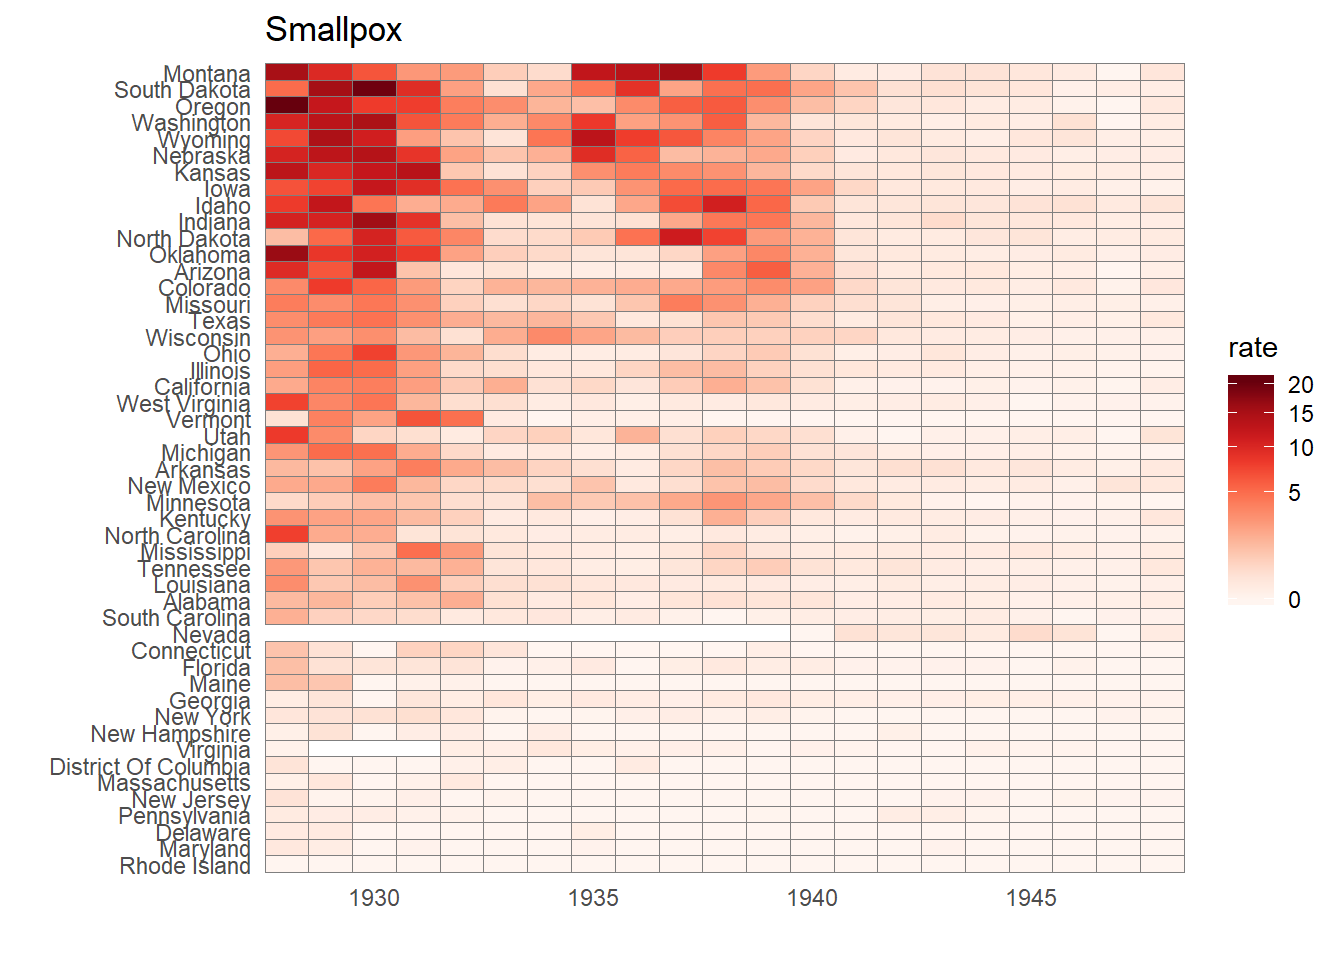 Smallpox
Montana
South Dakota
Oregon
Washington
Wyoming
Nebraska
Kansas
Iowa
Idaho
Indiana
North Dakota
Oklahoma
Arizona
Colorado
Missouri
Texas
Wisconsin
Ohio
Illinois
California
West Virginia
Vermont
Utah
Michigan
Arkansas
New Mexico
Minnesota
Kentucky
North Carolina
Mississippi
Tennessee
Louisiana
Alabama
South Carolina
Nevada
Connecticut
Florida
Maine
Georgia
New York
New Hampshire
Virginia
District Of Columbia
Massachusetts
New Jersey
Pennsylvania
Delaware
Maryland
Rhode Island
1930 1935 1940 1945
rate
20
15
10
5
0